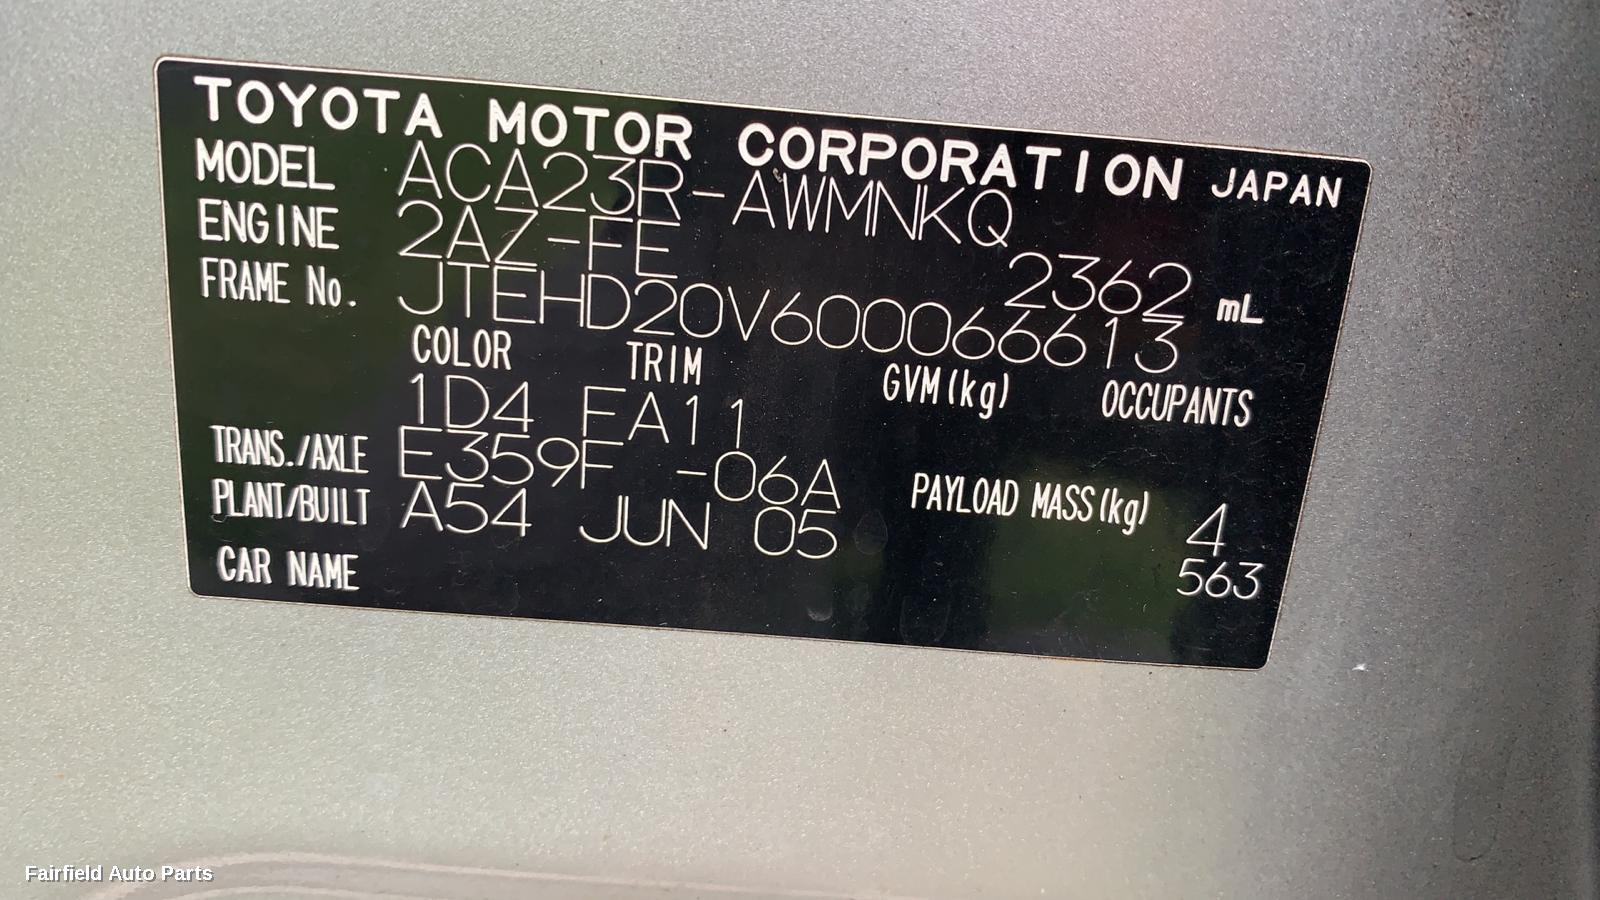 TOYOTA MOTOR CORPORATION JAPAN
MODEL ACA23R-AWMNKQ
ENGINE 2AZ-FE 2362 mL
FRAME No. JTEHD20V600066613
COLOR TRIM GVM(kg) OCCUPANTS
1D4 FA11
TRANS./AXLE E359F -06A PAYLOAD MASS(kg) 4
PLANT/BUILT A54 JUN 05 563
CAR NAME
Fairfield Auto Parts